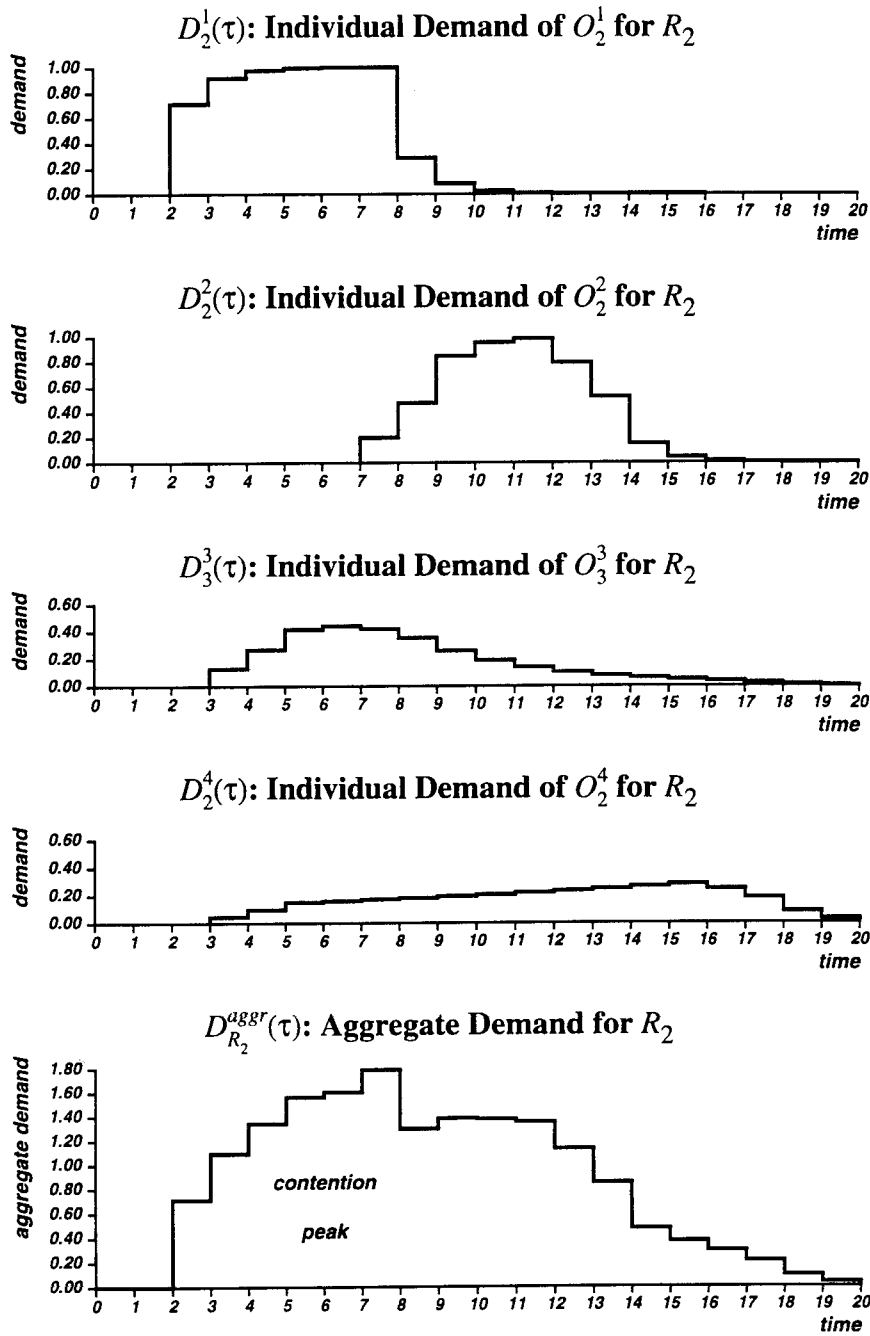 D_2^1(τ): Individual Demand of O_2^1 for R_2
demand
1.00
0.80
0.60
0.40
0.20
0.00
0 1 2 3 4 5 6 7 8 9 10 11 12 13 14 15 16 17 18 19 20
time
D_2^2(τ): Individual Demand of O_2^2 for R_2
demand
1.00
0.80
0.60
0.40
0.20
0.00
0 1 2 3 4 5 6 7 8 9 10 11 12 13 14 15 16 17 18 19 20
time
D_3^3(τ): Individual Demand of O_3^3 for R_2
demand
0.60
0.40
0.20
0.00
0 1 2 3 4 5 6 7 8 9 10 11 12 13 14 15 16 17 18 19 20
time
D_2^4(τ): Individual Demand of O_2^4 for R_2
demand
0.60
0.40
0.20
0.00
0 1 2 3 4 5 6 7 8 9 10 11 12 13 14 15 16 17 18 19 20
time
D_{R_2}^{aggr}(τ): Aggregate Demand for R_2
aggregate demand
1.80
1.60
1.40
1.20
1.00
0.80
0.60
0.40
0.20
0.00
contention
peak
0 1 2 3 4 5 6 7 8 9 10 11 12 13 14 15 16 17 18 19 20
time